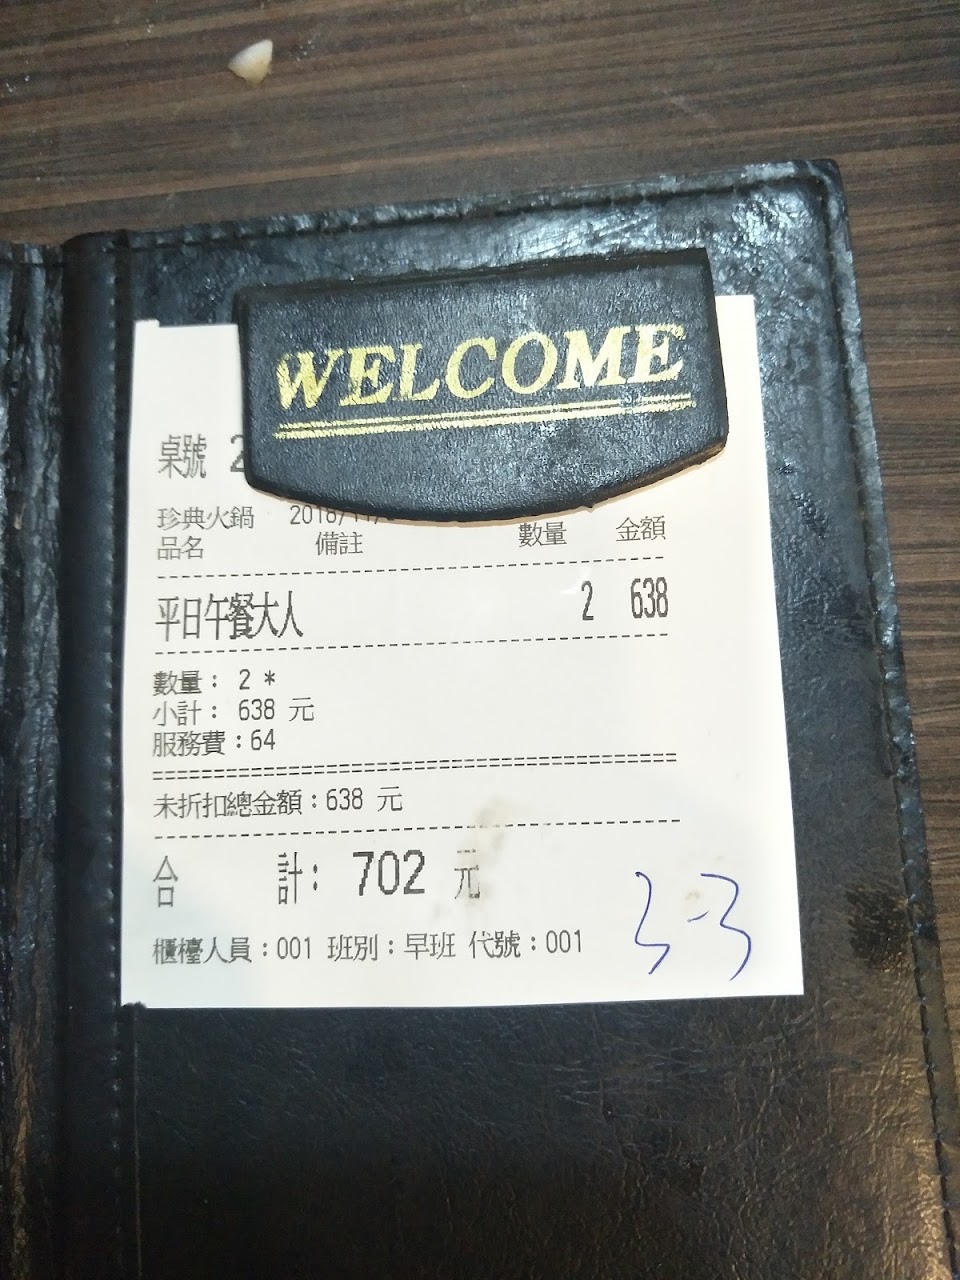 WELCOME
桌號 2
珍典火鍋 2018/11/
品名 備註 數量 金額
平日午餐大人 2 638
數量： 2 *
小計： 638 元
服務費：64
未折扣總金額：638 元
合 計： 702 元
櫃檯人員：001 班別：早班 代號：001
3-3